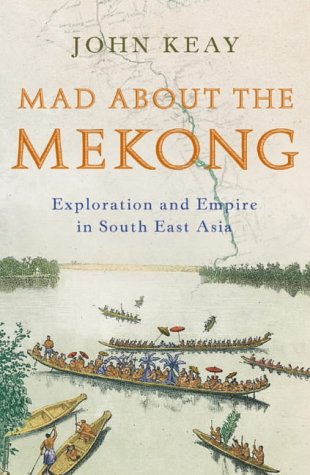 JOHN KEAY
MAD ABOUT THE
MEKONG
Exploration and Empire
in South East Asia